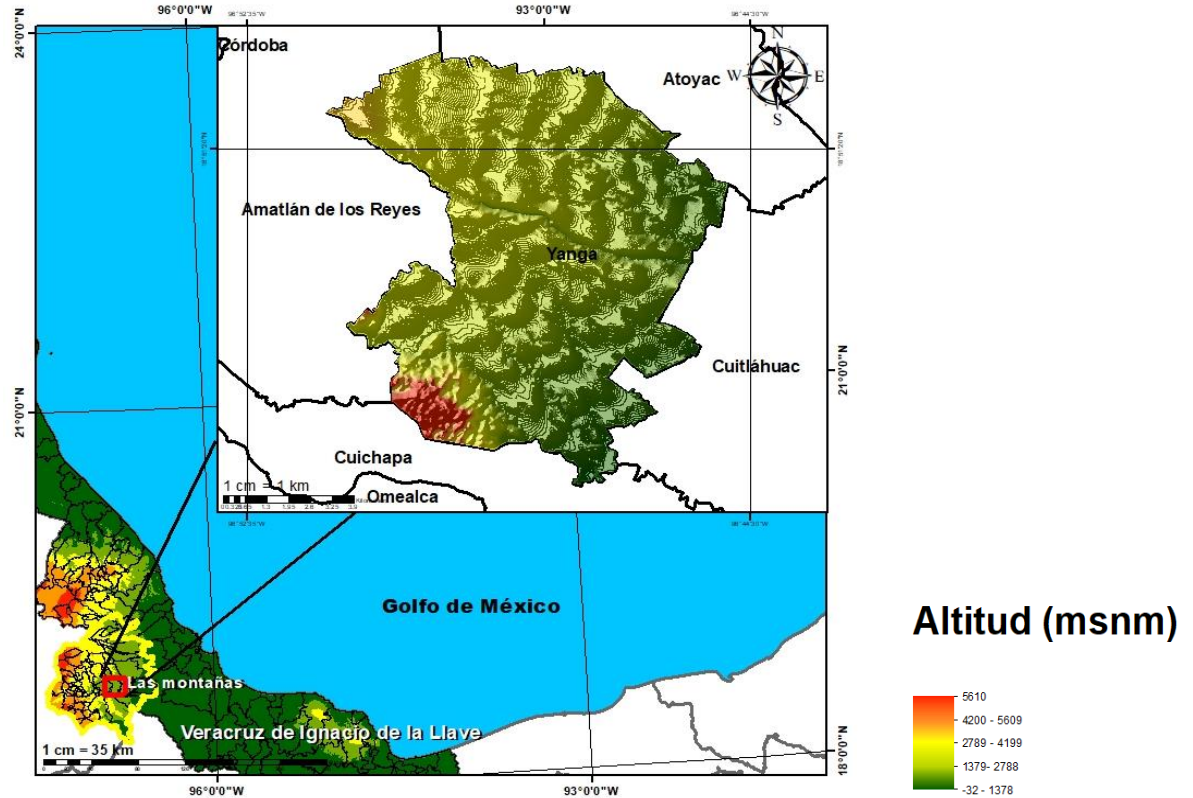 96°0'0"W
93°0'0"W
24°0'0"N
Córdoba
Atoyac
N
W
E
S
Amatlán de los Reyes
Yanga
Cuitláhuac
21°0'0"N
21°0'0"N
Cuichapa
1 cm = 1 km
Omealca
Golfo de México
Altitud (msnm)
Las montañas
5610
4200 - 5609
2789 - 4199
1379- 2788
-32 - 1378
Veracruz de Ignacio de la Llave
1 cm = 35 km
18°0'0"N
96°0'0"W
93°0'0"W